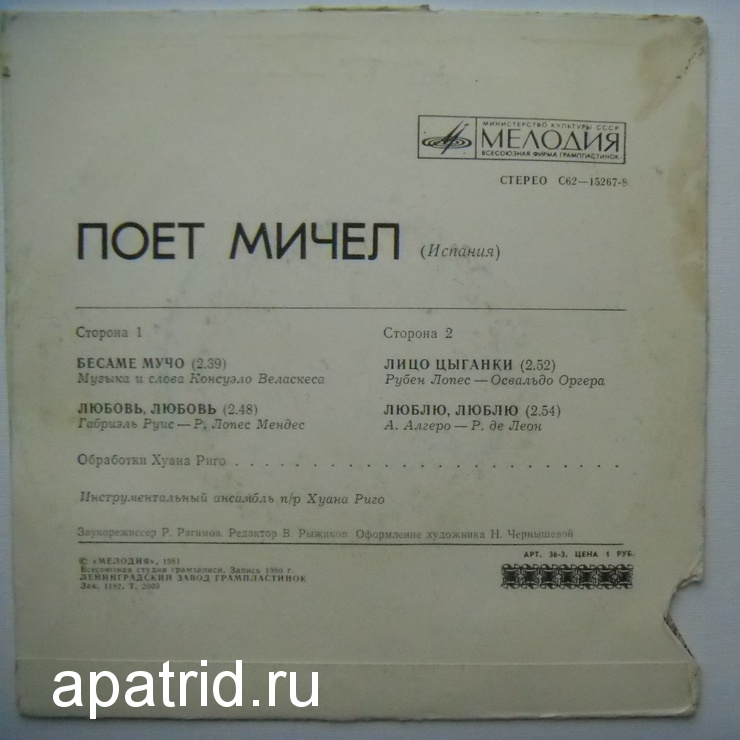 МИНИСТЕРСТВО КУЛЬТУРЫ СССР
МЕЛОДИЯ
ВСЕСОЮЗНАЯ ФИРМА ГРАМПЛАСТИНОК
СТЕРЕО С62—15267-8
ПОЕТ МИЧЕЛ (Испания)
Сторона 1
БЕСАМЕ МУЧО (2.39)
Музыка и слова Консуэло Веласкеса
ЛЮБОВЬ, ЛЮБОВЬ (2.48)
Габриэль Руис — Р. Лопес Мендес
Сторона 2
ЛИЦО ЦЫГАНКИ (2.52)
Рубен Лопес — Освальдо Оргера
ЛЮБЛЮ, ЛЮБЛЮ (2.54)
А. Алгеро — Р. де Леон
Обработки Хуана Риго . . . . . . . . . . . . . . . . . . . . . . . .
Инструментальный ансамбль п/р Хуана Риго
Звукорежиссер Р. Рагимов. Редактор В. Рыжиков. Оформление художника Н. Чернышевой
© «МЕЛОДИЯ», 1981
Всесоюзная студия грамзаписи. Запись 1980 г.
ЛЕНИНГРАДСКИЙ ЗАВОД ГРАМПЛАСТИНОК
Зак. 1192. Т. 2000
АРТ. 36-3. ЦЕНА 1 РУБ.
apatrid.ru